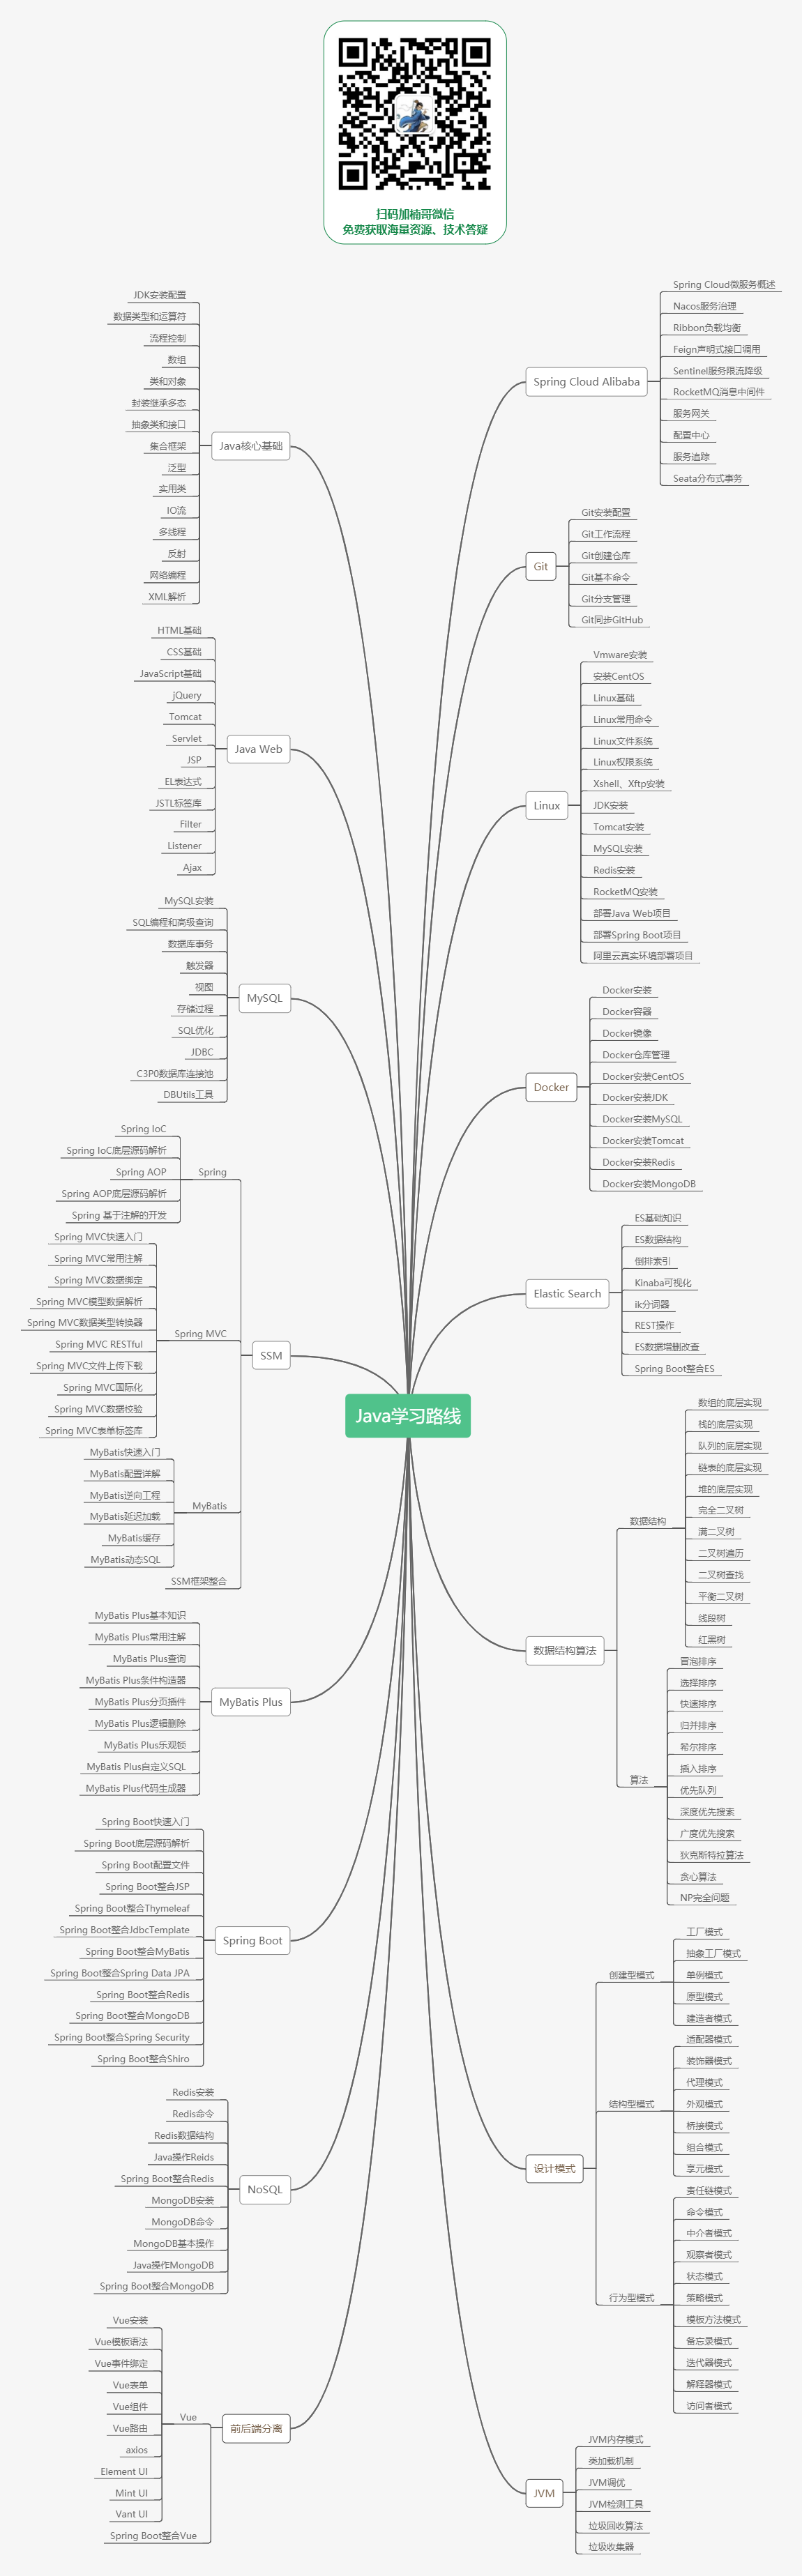 扫码加楠哥微信
免费获取海量资源、技术答疑
Java学习路线
Java核心基础
JDK安装配置
数据类型和运算符
流程控制
数组
类和对象
封装继承多态
抽象类和接口
集合框架
泛型
实用类
IO流
多线程
反射
网络编程
XML解析
Java Web
HTML基础
CSS基础
JavaScript基础
jQuery
Tomcat
Servlet
JSP
EL表达式
JSTL标签库
Filter
Listener
Ajax
MySQL
MySQL安装
SQL编程和高级查询
数据库事务
触发器
视图
存储过程
SQL优化
JDBC
C3P0数据库连接池
DBUtils工具
SSM
Spring
Spring IoC
Spring IoC底层源码解析
Spring AOP
Spring AOP底层源码解析
Spring 基于注解的开发
Spring MVC
Spring MVC快速入门
Spring MVC常用注解
Spring MVC数据绑定
Spring MVC模型数据解析
Spring MVC数据类型转换器
Spring MVC RESTful
Spring MVC文件上传下载
Spring MVC国际化
Spring MVC数据校验
Spring MVC表单标签库
MyBatis
MyBatis快速入门
MyBatis配置详解
MyBatis逆向工程
MyBatis延迟加载
MyBatis缓存
MyBatis动态SQL
SSM框架整合
MyBatis Plus
MyBatis Plus基本知识
MyBatis Plus常用注解
MyBatis Plus查询
MyBatis Plus条件构造器
MyBatis Plus分页插件
MyBatis Plus逻辑删除
MyBatis Plus乐观锁
MyBatis Plus自定义SQL
MyBatis Plus代码生成器
Spring Boot
Spring Boot快速入门
Spring Boot底层源码解析
Spring Boot配置文件
Spring Boot整合JSP
Spring Boot整合Thymeleaf
Spring Boot整合JdbcTemplate
Spring Boot整合MyBatis
Spring Boot整合Spring Data JPA
Spring Boot整合Redis
Spring Boot整合MongoDB
Spring Boot整合Spring Security
Spring Boot整合Shiro
NoSQL
Redis安装
Redis命令
Redis数据结构
Java操作Reids
Spring Boot整合Redis
MongoDB安装
MongoDB命令
MongoDB基本操作
Java操作MongoDB
Spring Boot整合MongoDB
前后端分离
Vue
Vue安装
Vue模板语法
Vue事件绑定
Vue表单
Vue组件
Vue路由
axios
Element UI
Mint UI
Vant UI
Spring Boot整合Vue
Spring Cloud Alibaba
Spring Cloud微服务概述
Nacos服务治理
Ribbon负载均衡
Feign声明式接口调用
Sentinel服务限流降级
RocketMQ消息中间件
服务网关
配置中心
服务追踪
Seata分布式事务
Git
Git安装配置
Git工作流程
Git创建仓库
Git基本命令
Git分支管理
Git同步GitHub
Linux
Vmware安装
安装CentOS
Linux基础
Linux常用命令
Linux文件系统
Linux权限系统
Xshell、Xftp安装
JDK安装
Tomcat安装
MySQL安装
Redis安装
RocketMQ安装
部署Java Web项目
部署Spring Boot项目
阿里云真实环境部署项目
Docker
Docker安装
Docker容器
Docker镜像
Docker仓库管理
Docker安装CentOS
Docker安装JDK
Docker安装MySQL
Docker安装Tomcat
Docker安装Redis
Docker安装MongoDB
Elastic Search
ES基础知识
ES数据结构
倒排索引
Kinaba可视化
ik分词器
REST操作
ES数据增删改查
Spring Boot整合ES
数据结构算法
数据结构
数组的底层实现
栈的底层实现
队列的底层实现
链表的底层实现
堆的底层实现
完全二叉树
满二叉树
二叉树遍历
二叉树查找
平衡二叉树
线段树
红黑树
算法
冒泡排序
选择排序
快速排序
归并排序
希尔排序
插入排序
优先队列
深度优先搜索
广度优先搜索
狄克斯特拉算法
贪心算法
NP完全问题
设计模式
创建型模式
工厂模式
抽象工厂模式
单例模式
原型模式
建造者模式
结构型模式
适配器模式
装饰器模式
代理模式
外观模式
桥接模式
组合模式
享元模式
行为型模式
责任链模式
命令模式
中介者模式
观察者模式
状态模式
策略模式
模板方法模式
备忘录模式
迭代器模式
解释器模式
访问者模式
JVM
JVM内存模式
类加载机制
JVM调优
JVM检测工具
垃圾回收算法
垃圾收集器